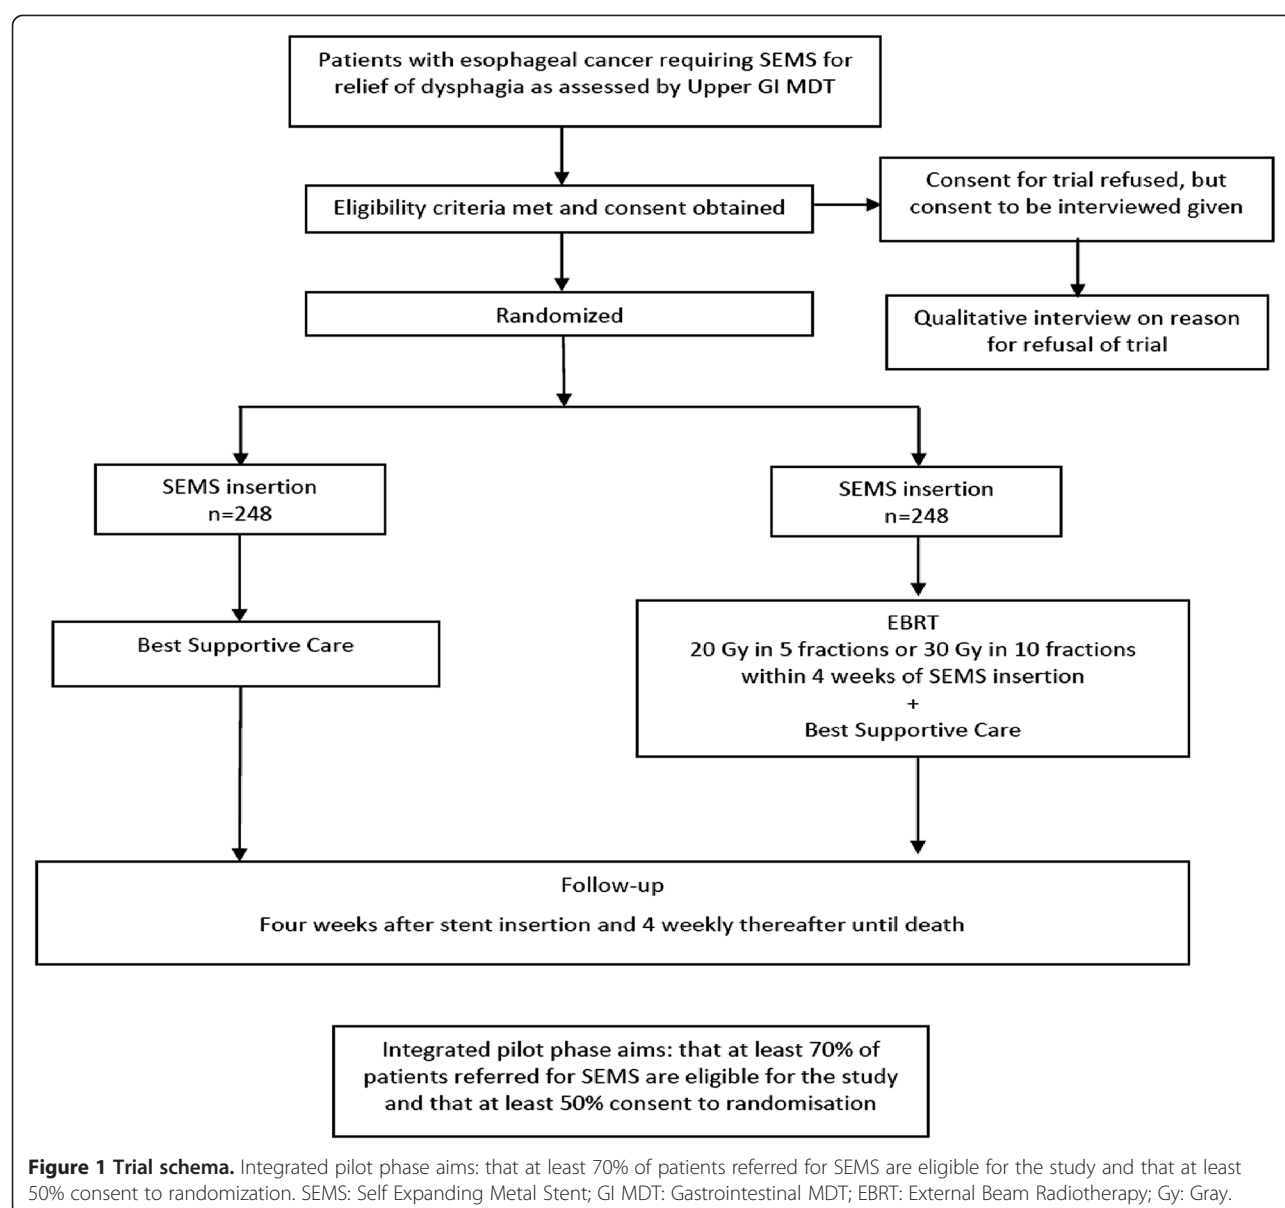 Patients with esophageal cancer requiring SEMS for
relief of dysphagia as assessed by Upper GI MDT
Eligibility criteria met and consent obtained
Consent for trial refused, but
consent to be interviewed given
Randomized
Qualitative interview on reason
for refusal of trial
SEMS insertion
n=248
SEMS insertion
n=248
Best Supportive Care
EBRT
20 Gy in 5 fractions or 30 Gy in 10 fractions
within 4 weeks of SEMS insertion
+
Best Supportive Care
Follow-up
Four weeks after stent insertion and 4 weekly thereafter until death
Integrated pilot phase aims: that at least 70% of
patients referred for SEMS are eligible for the study
and that at least 50% consent to randomisation
Figure 1 Trial schema. Integrated pilot phase aims: that at least 70% of patients referred for SEMS are eligible for the study and that at least
50% consent to randomization. SEMS: Self Expanding Metal Stent; GI MDT: Gastrointestinal MDT; EBRT: External Beam Radiotherapy; Gy: Gray.